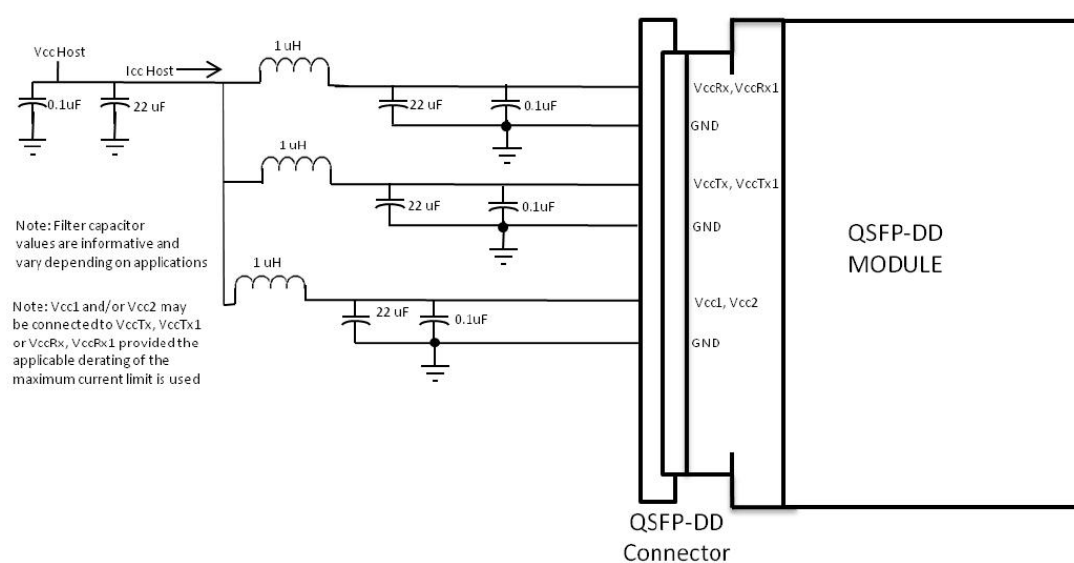 Vcc Host
Icc Host
0.1uF
22 uF
1 uH
22 uF
0.1uF
VccRx, VccRx1
GND
1 uH
22 uF
0.1uF
VccTx, VccTx1
GND
1 uH
22 uF
0.1uF
Vcc1, Vcc2
GND
Note: Filter capacitor
values are informative and
vary depending on applications
Note: Vcc1 and/or Vcc2 may
be connected to VccTx, VccTx1
or VccRx, VccRx1 provided the
applicable derating of the
maximum current limit is used
QSFP-DD
MODULE
QSFP-DD
Connector